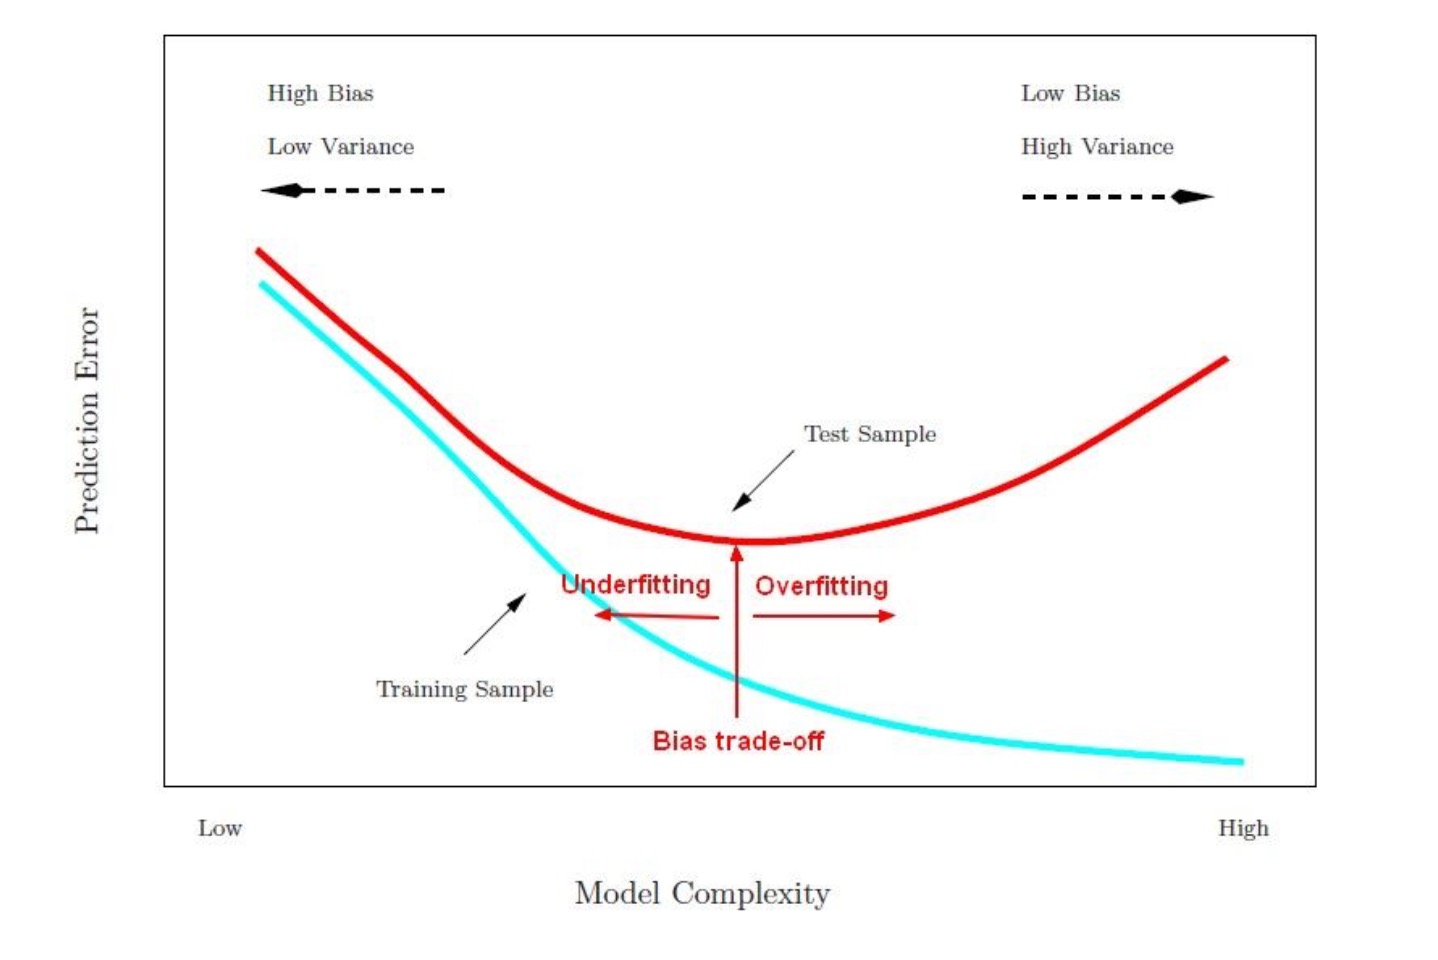 High Bias
Low Variance
Low Bias
High Variance
Prediction Error
Test Sample
Underfitting
Overfitting
Training Sample
Bias trade-off
Low
High
Model Complexity